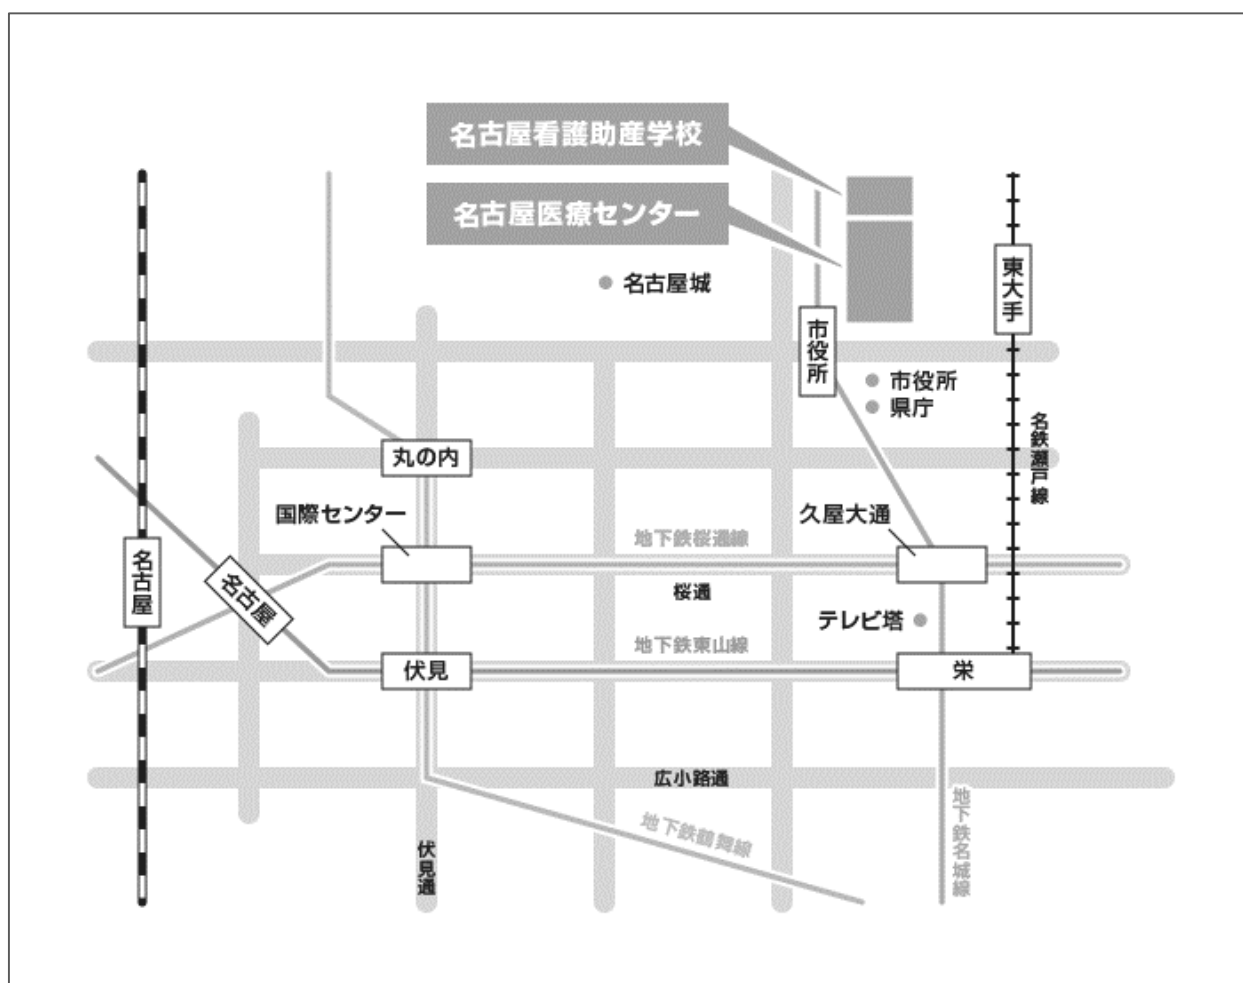 名古屋看護助産学校
名古屋医療センター
名古屋城
東大手
市役所
市役所
県庁
名鉄瀬戸線
丸の内
国際センター
久屋大通
地下鉄桜通線
名古屋
名古屋
桜通
テレビ塔
地下鉄東山線
伏見
栄
広小路通
地下鉄鶴舞線
地下鉄名城線
伏見通